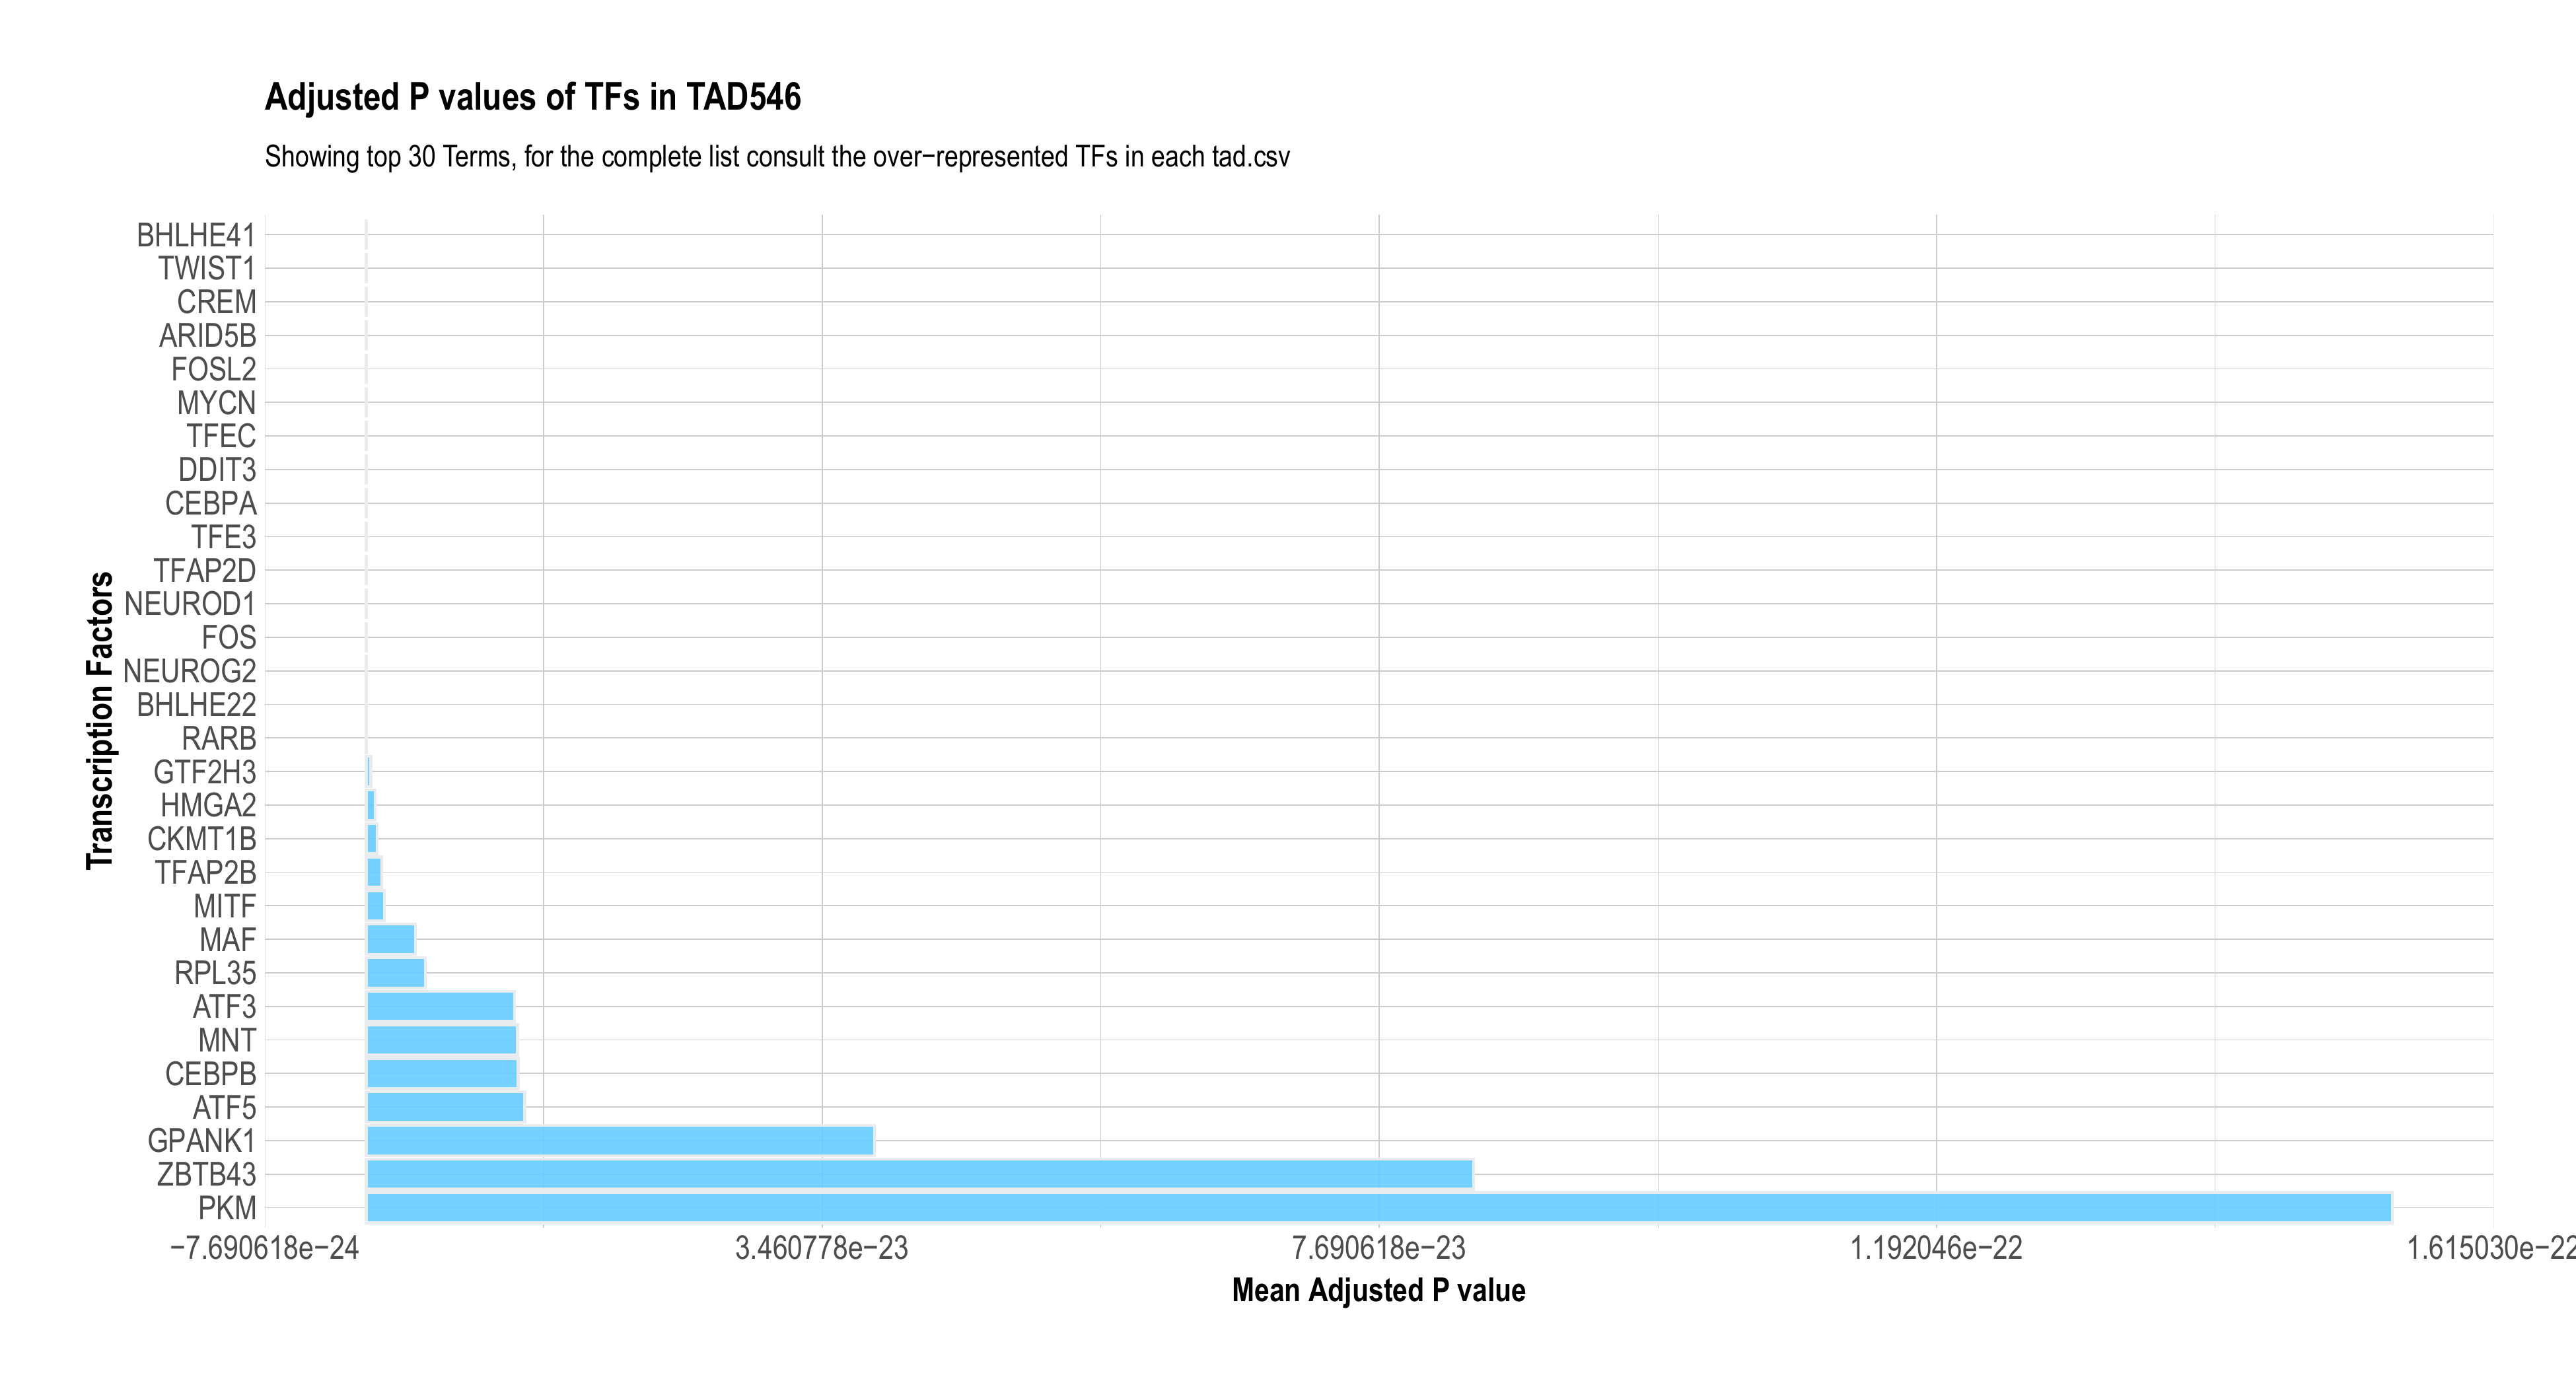 Adjusted P values of TFs in TAD546
Showing top 30 Terms, for the complete list consult the over−represented TFs in each tad.csv
Transcription Factors
BHLHE41
TWIST1
CREM
ARID5B
FOSL2
MYCN
TFEC
DDIT3
CEBPA
TFE3
TFAP2D
NEUROD1
FOS
NEUROG2
BHLHE22
RARB
GTF2H3
HMGA2
CKMT1B
TFAP2B
MITF
MAF
RPL35
ATF3
MNT
CEBPB
ATF5
GPANK1
ZBTB43
PKM
−7.690618e−24 3.460778e−23 7.690618e−23 1.192046e−22 1.615030e−22
Mean Adjusted P value